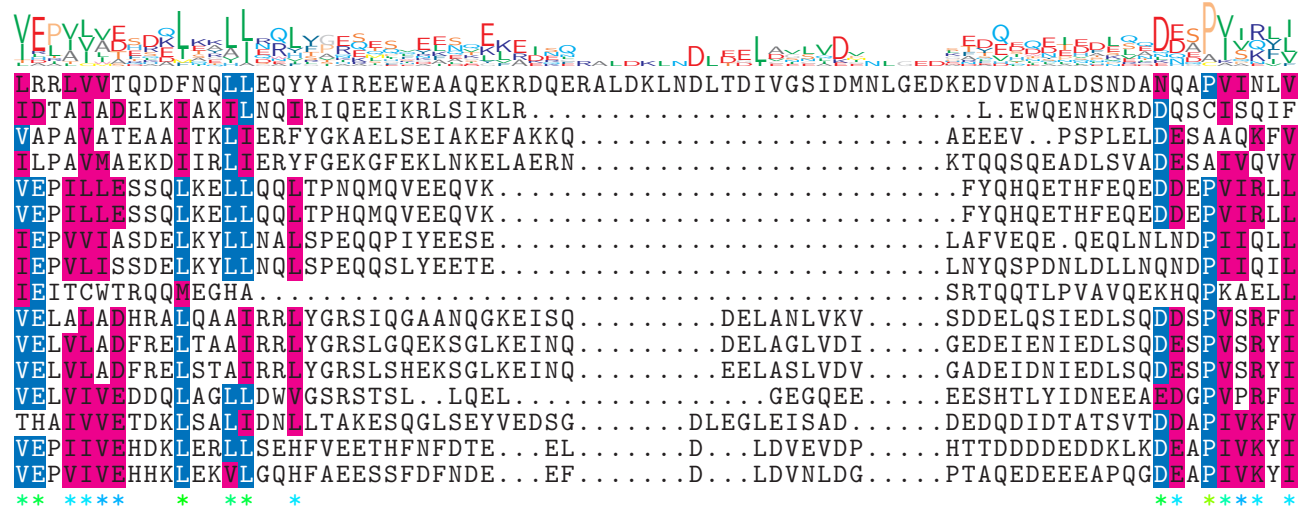 LRRLVVTQDDFNQLLEQYYAIREEWEAAQEKRDQERALDKLNDLTDIVGSIDMNLGEDKEDVDNALDSNDANQAPVINLV
IDTAIADELKIAKILNQIRIQEEIKRLSIKLR............................L.EWQENHKRDDQSCISQIF
VAPAVATEAAITKLIERFYGKAELSEIAKEFAKKQ.......................AEEEV..PSPLELDESAAQKFV
ILPAVMAEKDIIRLIERYFGEKGFEKLNKELAERN.......................KTQQSQEADLSVADESAIVQVV
VEPILLESSQLKELLQQLTPNQMQVEEQVK.............................FYQHQETHFEQEDDEPVIRLL
VEPILLESSQLKELLQQLTPHQMQVEEQVK.............................FYQHQETHFEQEDDEPVIRLL
IEPVVIASDELKYLLNALSPEQQPIYEESE............................LAFVEQE.QEQLNLNDPIIQLL
IEPVLISSDELKYLLNQLSPEQQSLYEETE............................LNYQSPDNLDLLNQNDPIIQIL
IEITCWTRQQMEGHA...........................................SRTQQTLPVAVQEKHQPKAELL
VELALADHRALQAAIRRLYGRSIQGAANQGKEISQ.........DELANLVKV.....SDDELQSIEDLSQDDSPVSRFI
VELVLADFRELTAAIRRLYGRSLGQEKSGLKEINQ.........DELAGLVDI.....GEDEIENIEDLSQDESPVSRYI
VELVLADFRELSTAIRRLYGRSLSHEKSGLKEINQ.........EELASLVDV.....GADEIDNIEDLSQDESPVSRYI
VELVIVEDDQLAGLLDWVGSRSTSL..LQEL................GEGQEE.....EESHTLYIDNEEAEDGPVPRFI
THAIVVETDKLSALIDNLLTAKESQGLSEYVEDSG.......DLEGLEISAD......DEDQDIDTATSVTDDAPIVKFV
VEPIIVEHDKLERLLSEHFVEETHFNFDTE...EL.......D..LDVEVDP......HTTDDDDEDDKLKDEAPIVKYI
VEPVIVEHHKLEKVLGQHFAEESSFDFNDE...EF.......D..LDVNLDG......PTAQEDEEEAPQGDEAPIVKYI
** **** * ** * ** *****  *